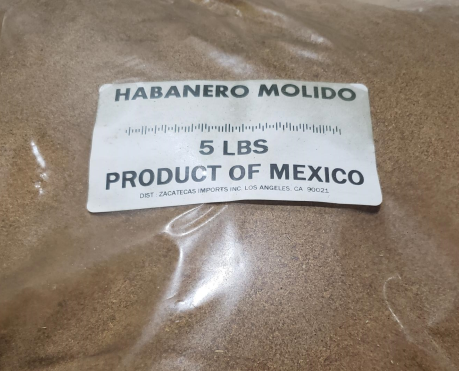 HABANERO MOLIDO
5 LBS
PRODUCT OF MEXICO
DIST. ZACATECAS IMPORTS INC. LOS ANGELES, CA 90021